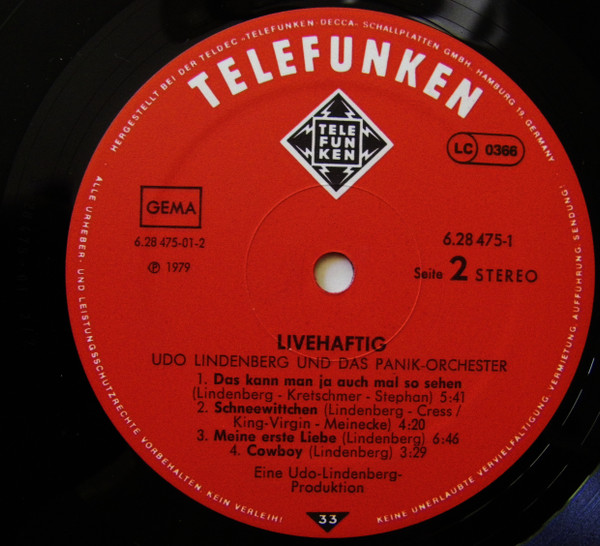 HERGESTELLT BEI DER TELDEC »TELEFUNKEN-DECCA« SCHALLPLATTEN GMBH, HAMBURG 19, GERMANY
TELEFUNKEN
TELE
FUN
KEN
LC 0366
GEMA
6.28 475-01-2
Ⓟ 1979
6.28 475-1
Seite 2 STEREO
LIVEHAFTIG
UDO LINDENBERG UND DAS PANIK-ORCHESTER
1. Das kann man ja auch mal so sehen
(Lindenberg - Kretschmer - Stephan) 5:41
2. Schneewittchen (Lindenberg - Cress /
King-Virgin - Meinecke) 4:20
3. Meine erste Liebe (Lindenberg) 6:46
4. Cowboy (Lindenberg) 3:29
Eine Udo-Lindenberg-
Produktion
33
ALLE URHEBER- UND LEISTUNGSSCHUTZRECHTE VORBEHALTEN. KEIN VERLEIH!
KEINE UNERLAUBTE VERVIELFÄLTIGUNG, VERMIETUNG, AUFFÜHRUNG, SENDUNG!